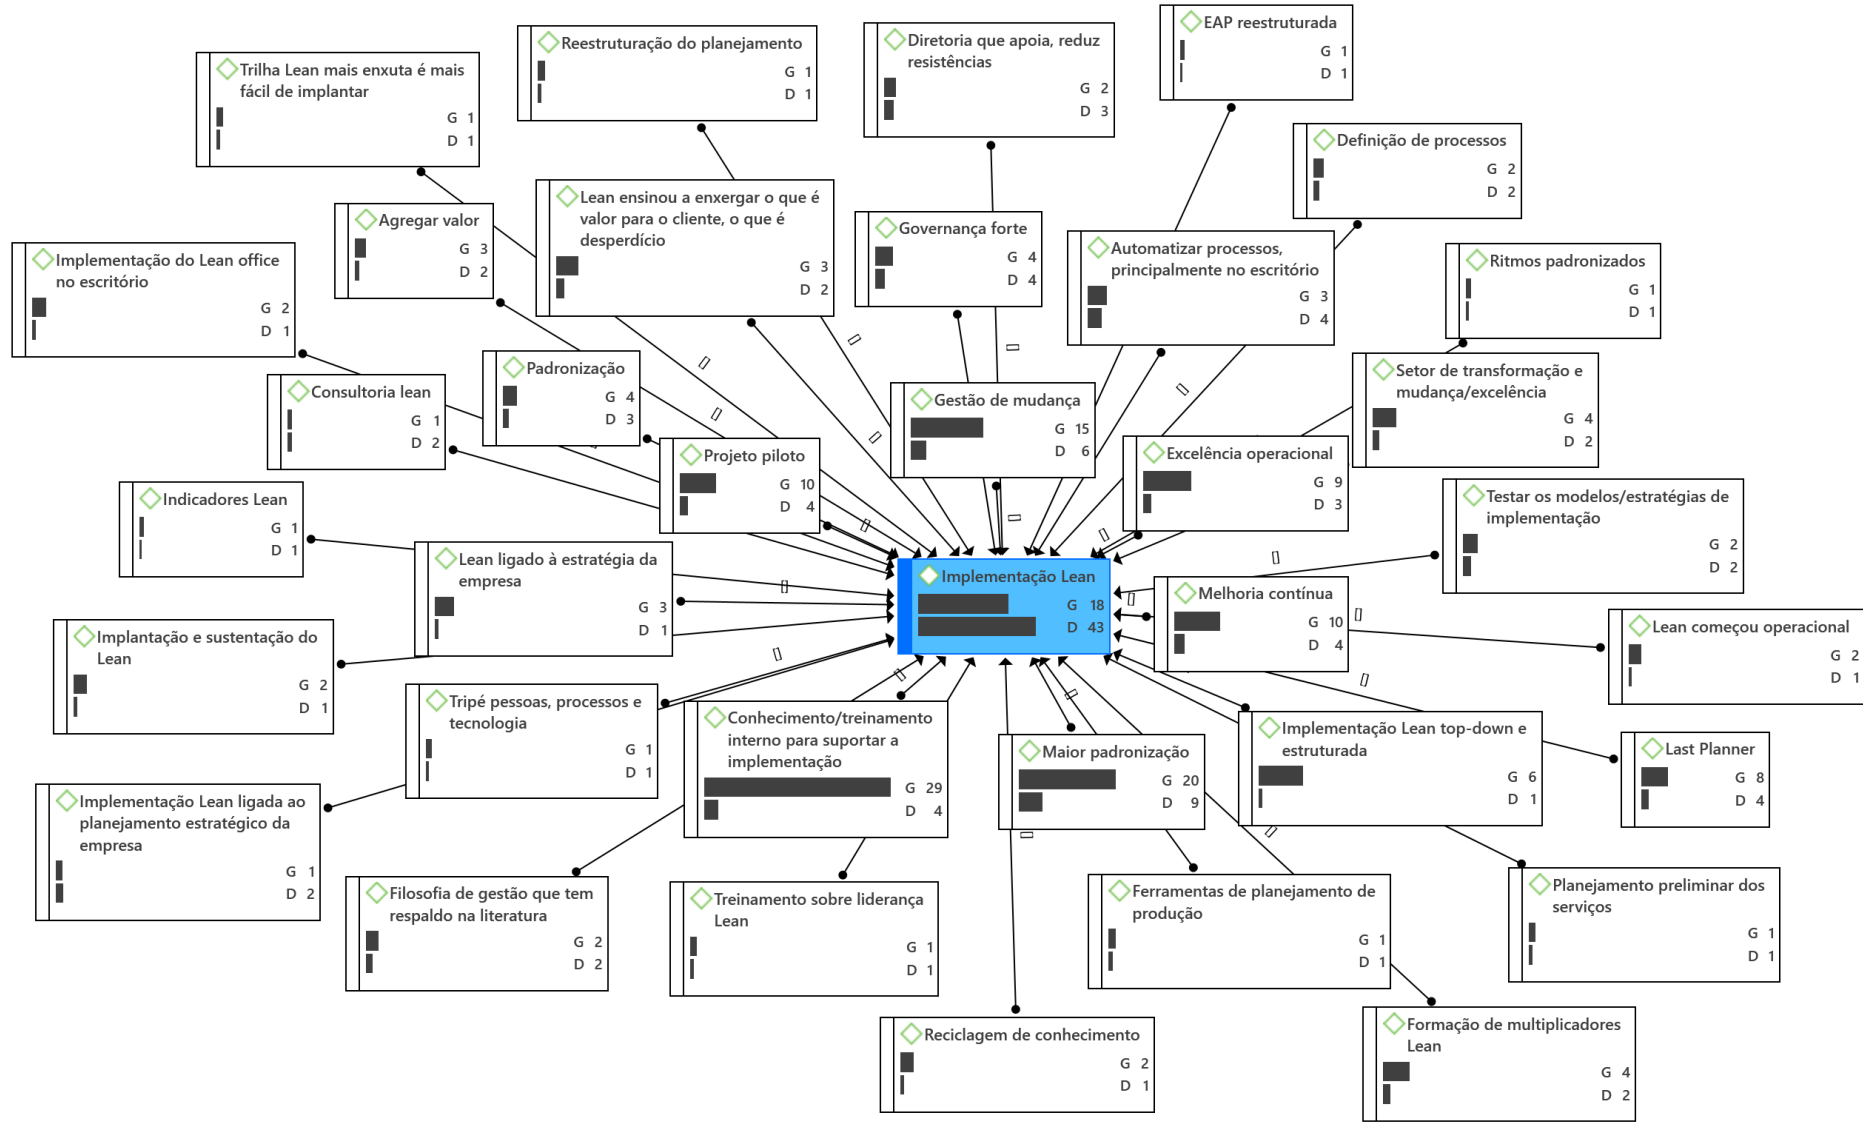 EAP reestruturada
G 1
D 1
Reestruturação do planejamento
G 1
D 1
Diretoria que apoia, reduz
resistências
G 2
D 3
Trilha Lean mais enxuta é mais
fácil de implantar
G 1
D 1
Definição de processos
G 2
D 2
Lean ensinou a enxergar o que é
valor para o cliente, o que é
desperdício
G 3
D 2
Agregar valor
G 3
D 2
Governança forte
G 4
D 4
Automatizar processos,
principalmente no escritório
G 3
D 4
Implementação do Lean office
no escritório
G 2
D 1
Ritmos padronizados
G 1
D 1
Padronização
G 4
D 3
Consultoria lean
G 1
D 2
Gestão de mudança
G 15
D 6
Setor de transformação e
mudança/excelência
G 4
D 2
Projeto piloto
G 10
D 4
Excelência operacional
G 9
D 3
Indicadores Lean
G 1
D 1
Testar os modelos/estratégias de
implementação
G 2
D 2
Lean ligado à estratégia da
empresa
G 3
D 1
Implementação Lean
G 18
D 43
Melhoria contínua
G 10
D 4
Lean começou operacional
G 2
D 1
Implantação e sustentação do
Lean
G 2
D 1
Tripé pessoas, processos e
tecnologia
G 1
D 1
Conhecimento/treinamento
interno para suportar a
implementação
G 29
D 4
Maior padronização
G 20
D 9
Implementação Lean top-down e
estruturada
G 6
D 1
Last Planner
G 8
D 4
Implementação Lean ligada ao
planejamento estratégico da
empresa
G 1
D 2
Filosofia de gestão que tem
respaldo na literatura
G 2
D 2
Treinamento sobre liderança
Lean
G 1
D 1
Ferramentas de planejamento de
produção
G 1
D 1
Planejamento preliminar dos
serviços
G 1
D 1
Reciclagem de conhecimento
G 2
D 1
Formação de multiplicadores
Lean
G 4
D 2